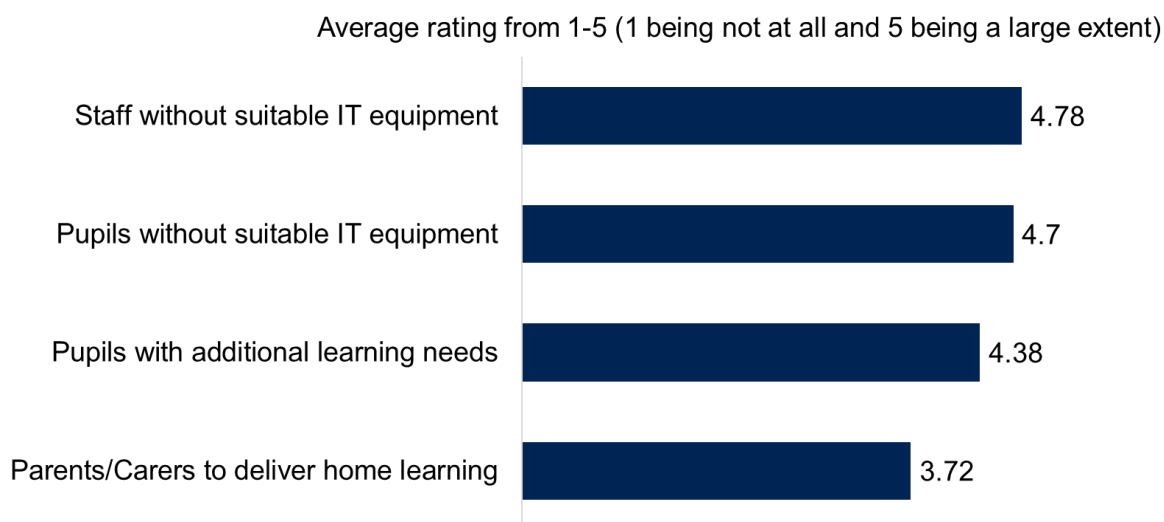 Average rating from 1-5 (1 being not at all and 5 being a large extent)
Staff without suitable IT equipment 4.78
Pupils without suitable IT equipment 4.7
Pupils with additional learning needs 4.38
Parents/Carers to deliver home learning 3.72